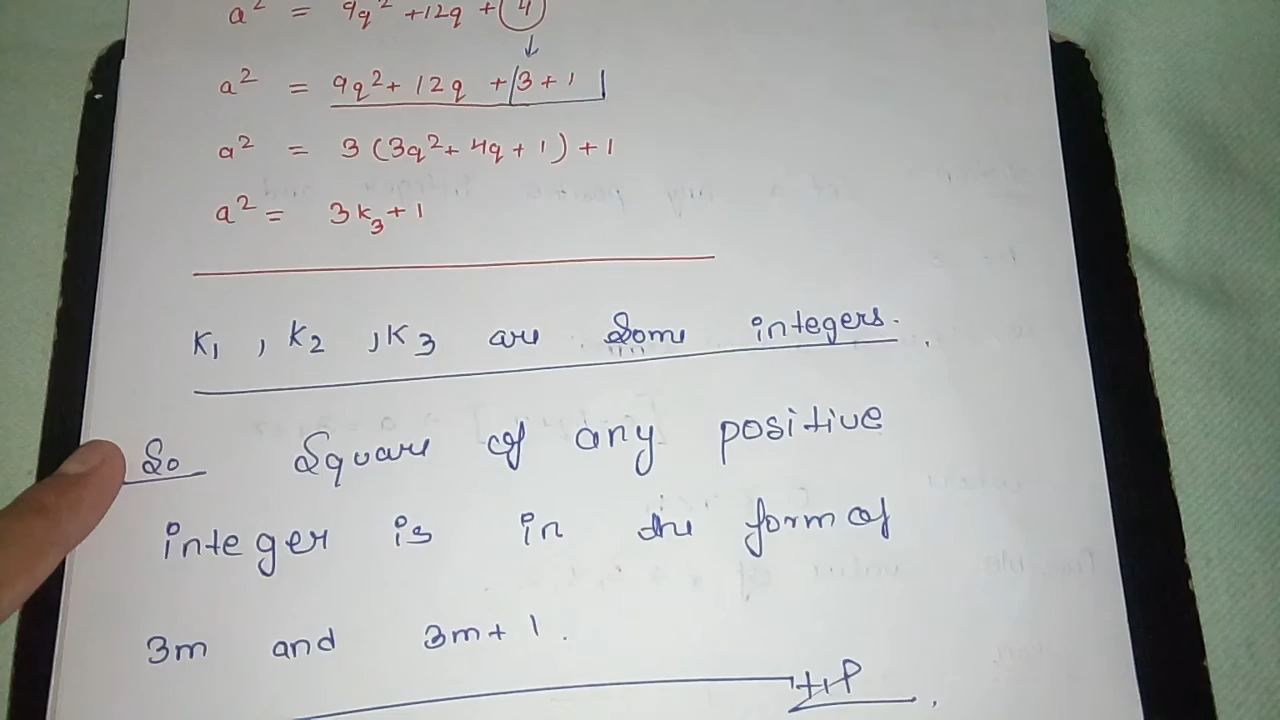 a² = 9q² + 12q + 4
a² = 9q² + 12q + 3 + 1
a² = 3 (3q² + 4q + 1) + 1
a² = 3k₃ + 1
K₁ , K₂ , K₃ are Some integers.
So Square of any positive
integer is in the form of
3m and 3m + 1.
H.P.